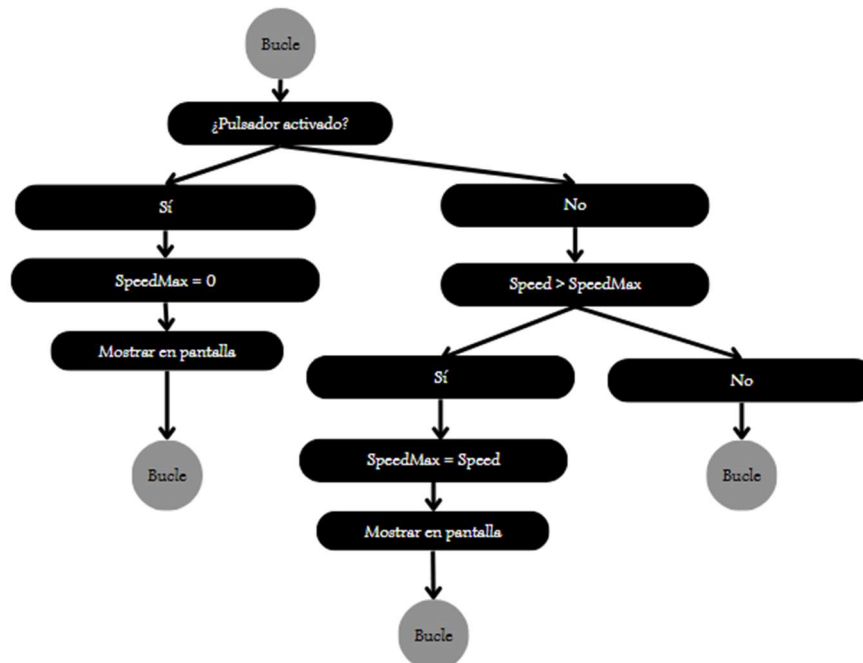 Bucle
¿Pulsador activado?
Sí
No
SpeedMax = 0
Speed > SpeedMax
Mostrar en pantalla
Sí
No
Bucle
SpeedMax = Speed
Bucle
Mostrar en pantalla
Bucle